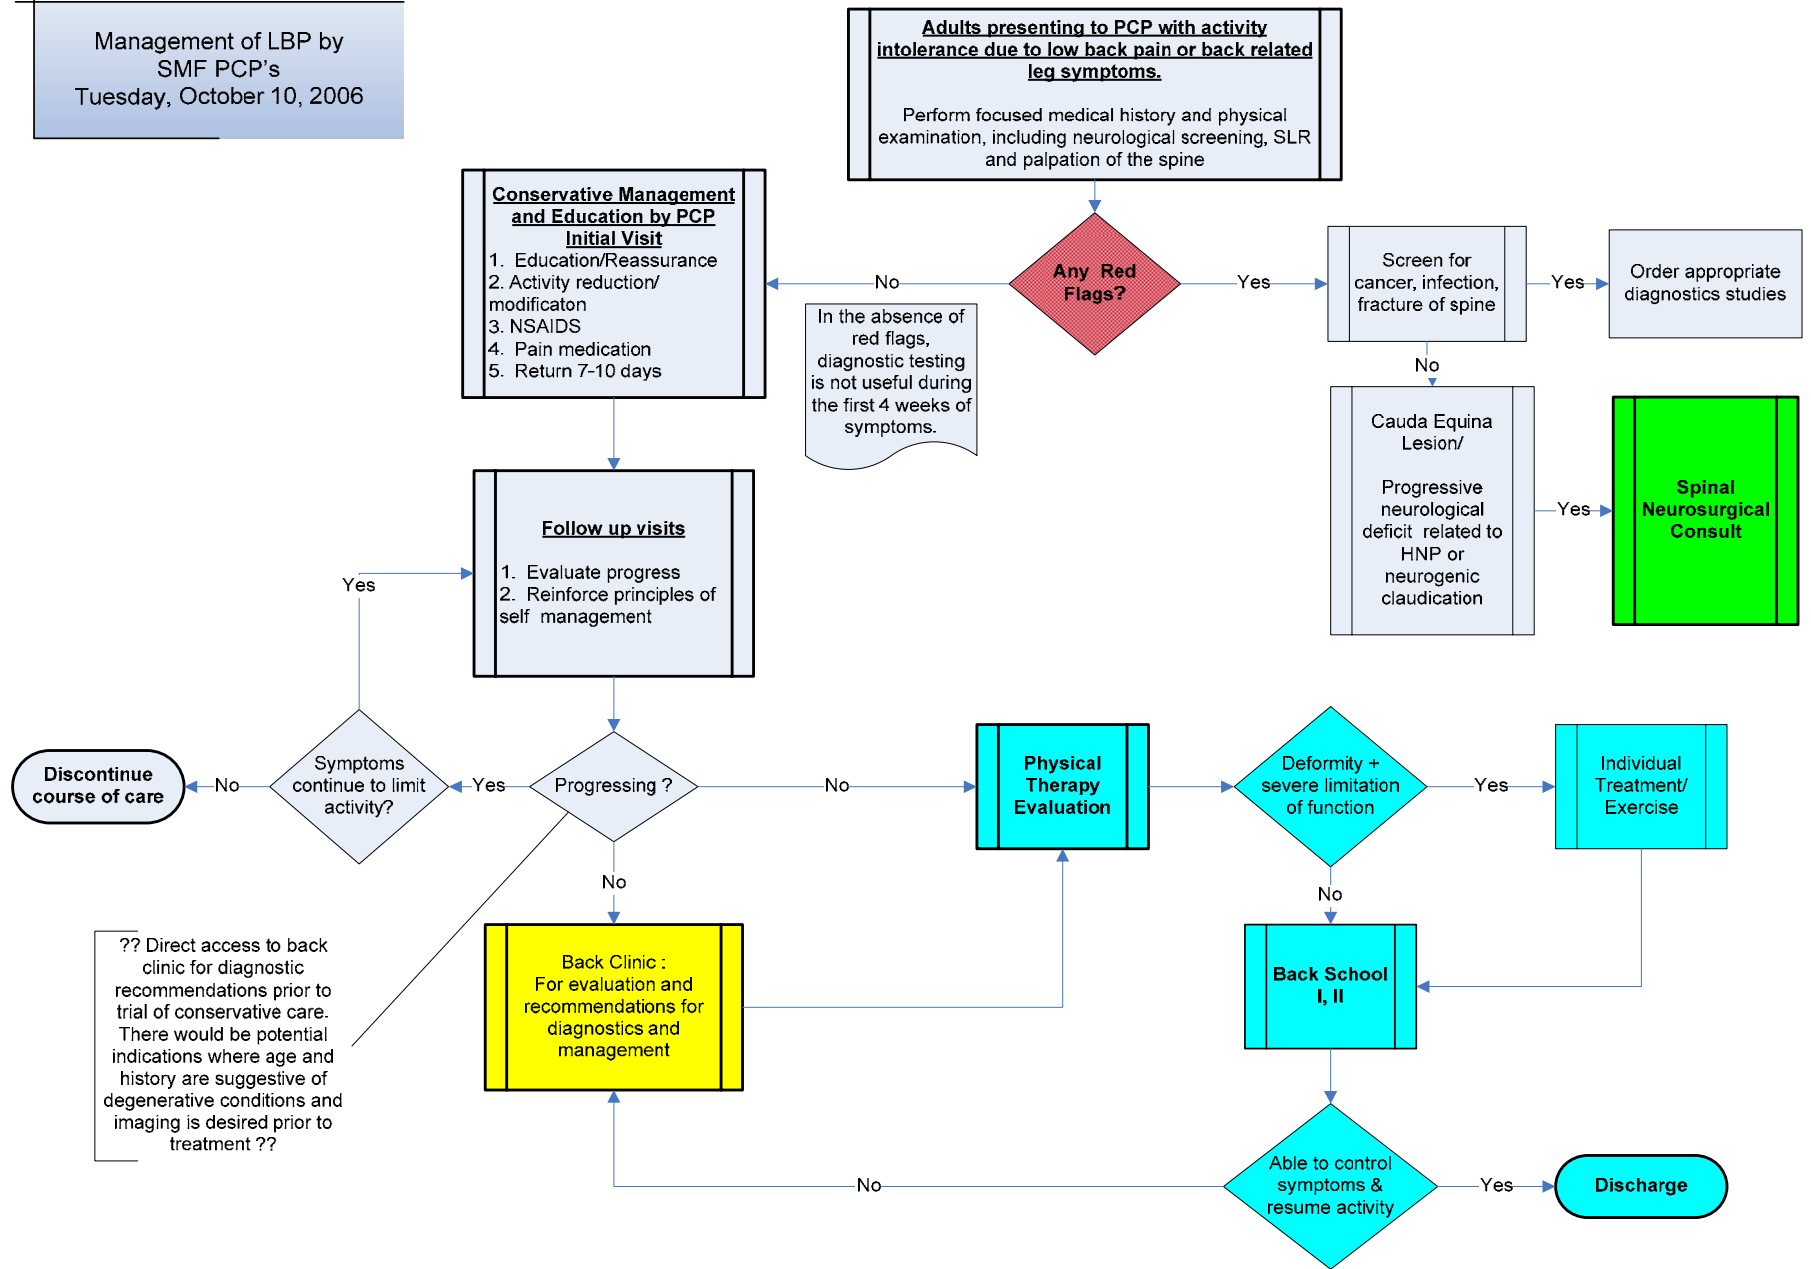 Management of LBP by
SMF PCP's
Tuesday, October 10, 2006
Adults presenting to PCP with activity
intolerance due to low back pain or back related
leg symptoms.
Perform focused medical history and physical
examination, including neurological screening, SLR
and palpation of the spine
Conservative Management
and Education by PCP
Initial Visit
1. Education/Reassurance
2. Activity reduction/
modificaton
3. NSAIDS
4. Pain medication
5. Return 7-10 days
No
Any Red
Flags?
Yes
Screen for
cancer, infection,
fracture of spine
Yes
Order appropriate
diagnostics studies
In the absence of
red flags,
diagnostic testing
is not useful during
the first 4 weeks of
symptoms.
No
Cauda Equina
Lesion/
Progressive
neurological
deficit related to
HNP or
neurogenic
claudication
Yes
Spinal
Neurosurgical
Consult
Follow up visits
1. Evaluate progress
2. Reinforce principles of
self management
Yes
Discontinue
course of care
No
Symptoms
continue to limit
activity?
Yes
Progressing ?
No
Physical
Therapy
Evaluation
Deformity +
severe limitation
of function
Yes
Individual
Treatment/
Exercise
No
No
?? Direct access to back
clinic for diagnostic
recommendations prior to
trial of conservative care.
There would be potential
indications where age and
history are suggestive of
degenerative conditions and
imaging is desired prior to
treatment ??
Back Clinic :
For evaluation and
recommendations for
diagnostics and
management
Back School
I, II
No
Able to control
symptoms &
resume activity
Yes
Discharge